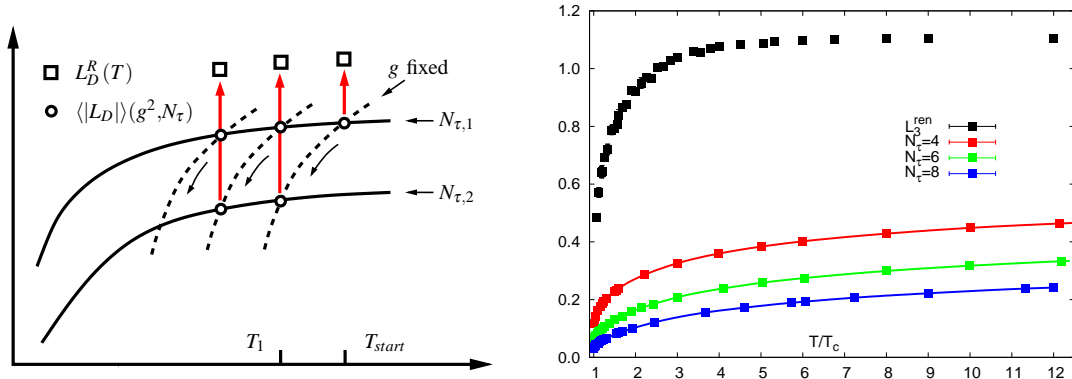 L_D^R(T)
⟨|L_D|⟩(g²,N_τ)
g fixed
N_τ,1
N_τ,2
T_1
T_start
1.2
1.0
0.8
0.6
0.4
0.2
0.0
L_3^ren
N_τ=4
N_τ=6
N_τ=8
T/T_c
1 2 3 4 5 6 7 8 9 10 11 12